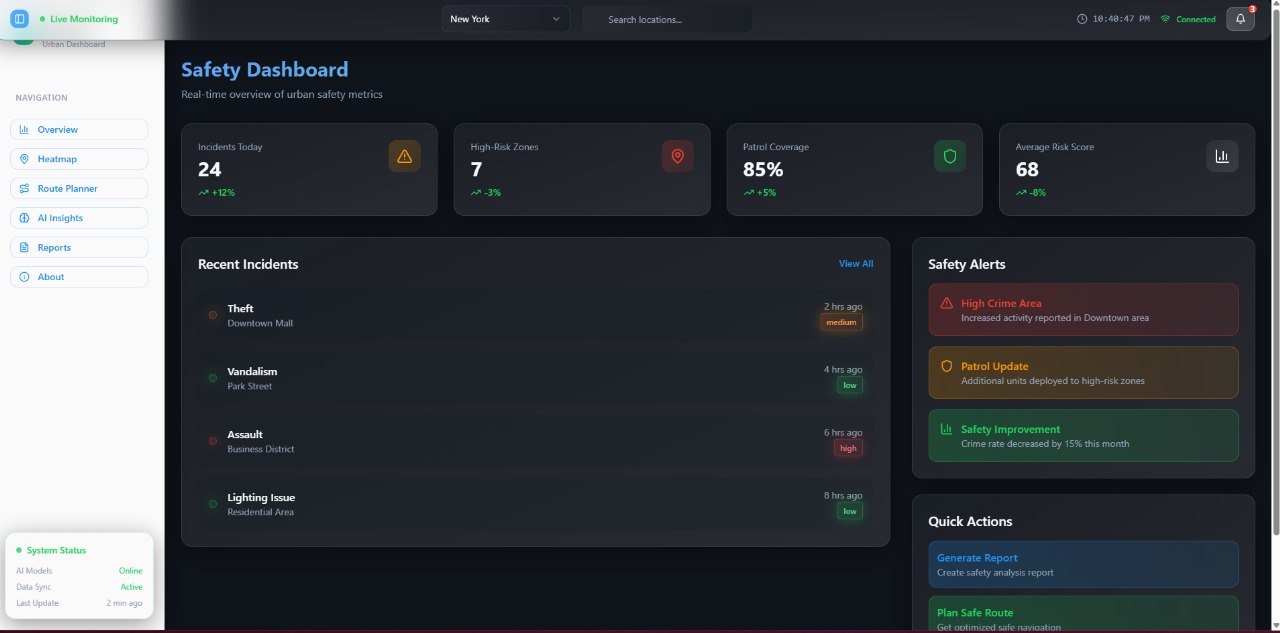 Live Monitoring
New York
Search locations...
10:40:47 PM
Connected
3
Urban Dashboard
NAVIGATION
Overview
Heatmap
Route Planner
AI Insights
Reports
About
System Status
AI Models Online
Data Sync Active
Last Update 2 min ago
Safety Dashboard
Real-time overview of urban safety metrics
Incidents Today
24
+12%
High-Risk Zones
7
-3%
Patrol Coverage
85%
+5%
Average Risk Score
68
-8%
Recent Incidents
View All
Theft
Downtown Mall
2 hrs ago
medium
Vandalism
Park Street
4 hrs ago
low
Assault
Business District
6 hrs ago
high
Lighting Issue
Residential Area
8 hrs ago
low
Safety Alerts
High Crime Area
Increased activity reported in Downtown area
Patrol Update
Additional units deployed to high-risk zones
Safety Improvement
Crime rate decreased by 15% this month
Quick Actions
Generate Report
Create safety analysis report
Plan Safe Route
Get optimized safe navigation